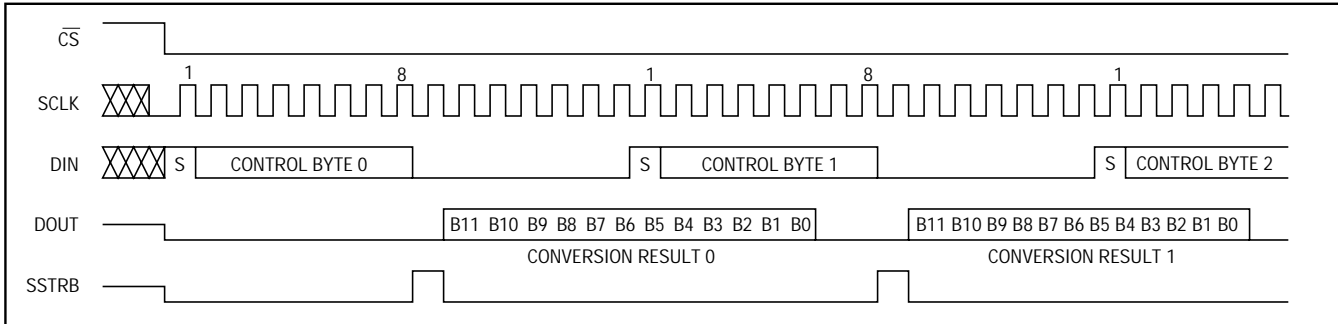 CS
1 8 1 8 1
SCLK
DIN S CONTROL BYTE 0 S CONTROL BYTE 1 S CONTROL BYTE 2
DOUT B11 B10 B9 B8 B7 B6 B5 B4 B3 B2 B1 B0 B11 B10 B9 B8 B7 B6 B5 B4 B3 B2 B1 B0
CONVERSION RESULT 0 CONVERSION RESULT 1
SSTRB